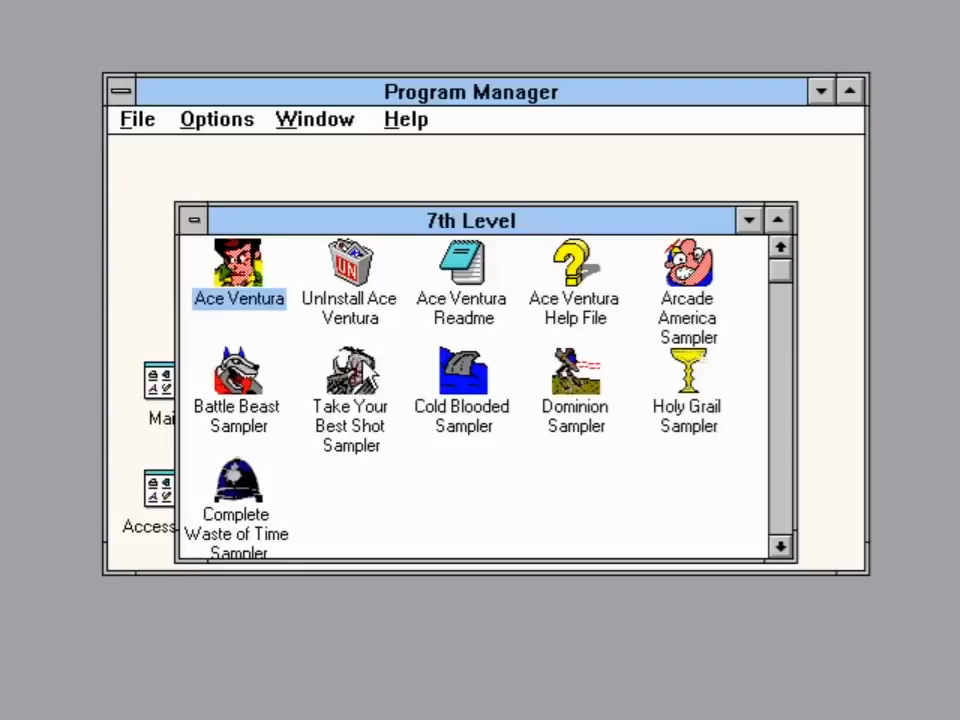 Program Manager
File Options Window Help
7th Level
UN
Ace Ventura
UnInstall Ace
Ventura
Ace Ventura
Readme
Ace Ventura
Help File
Arcade
America
Sampler
Battle Beast
Sampler
Take Your
Best Shot
Sampler
Cold Blooded
Sampler
Dominion
Sampler
Holy Grail
Sampler
Complete
Waste of Time
Sampler
Mai
Access